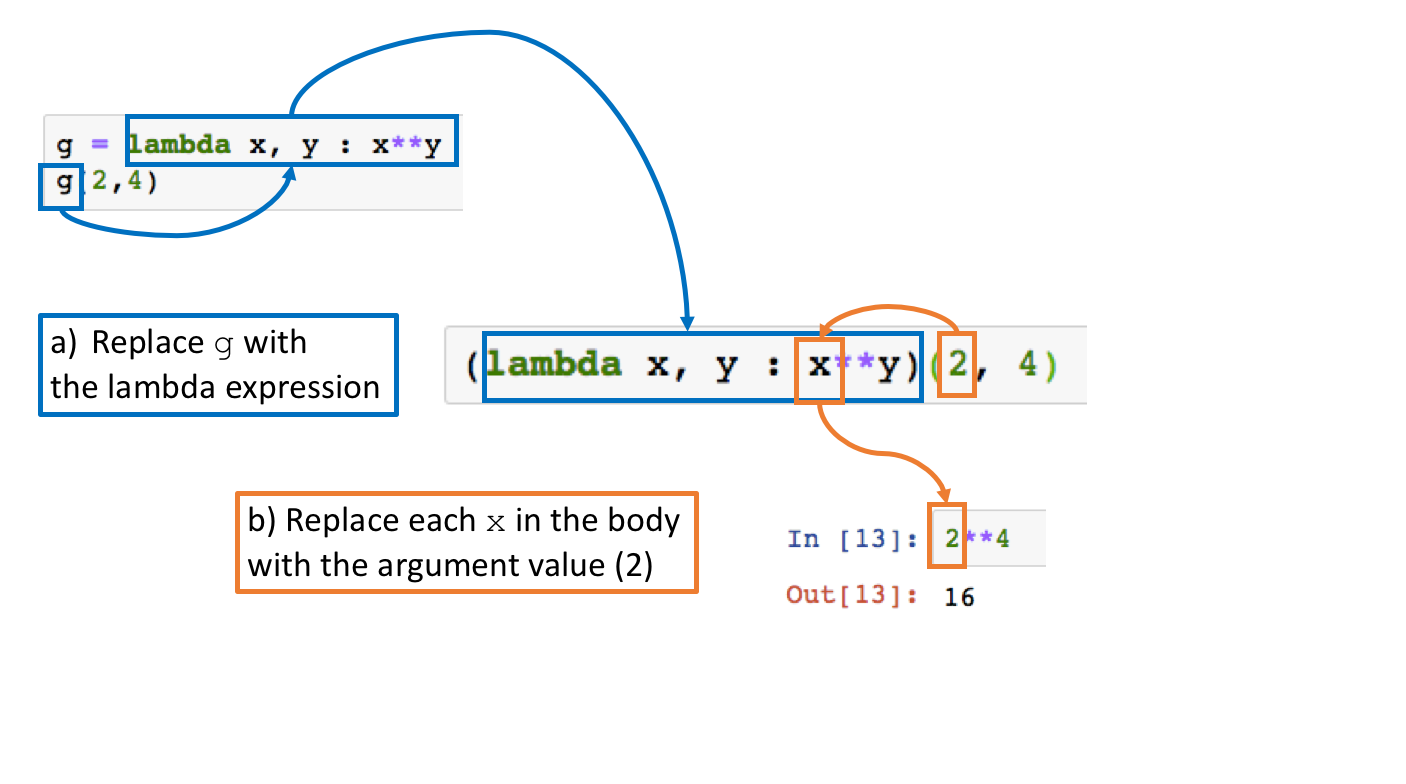 g = lambda x, y : x**y
g(2,4)
a) Replace g with
the lambda expression
(lambda x, y : x**y)(2, 4)
b) Replace each x in the body
with the argument value (2)
In [13]: 2**4
Out[13]: 16